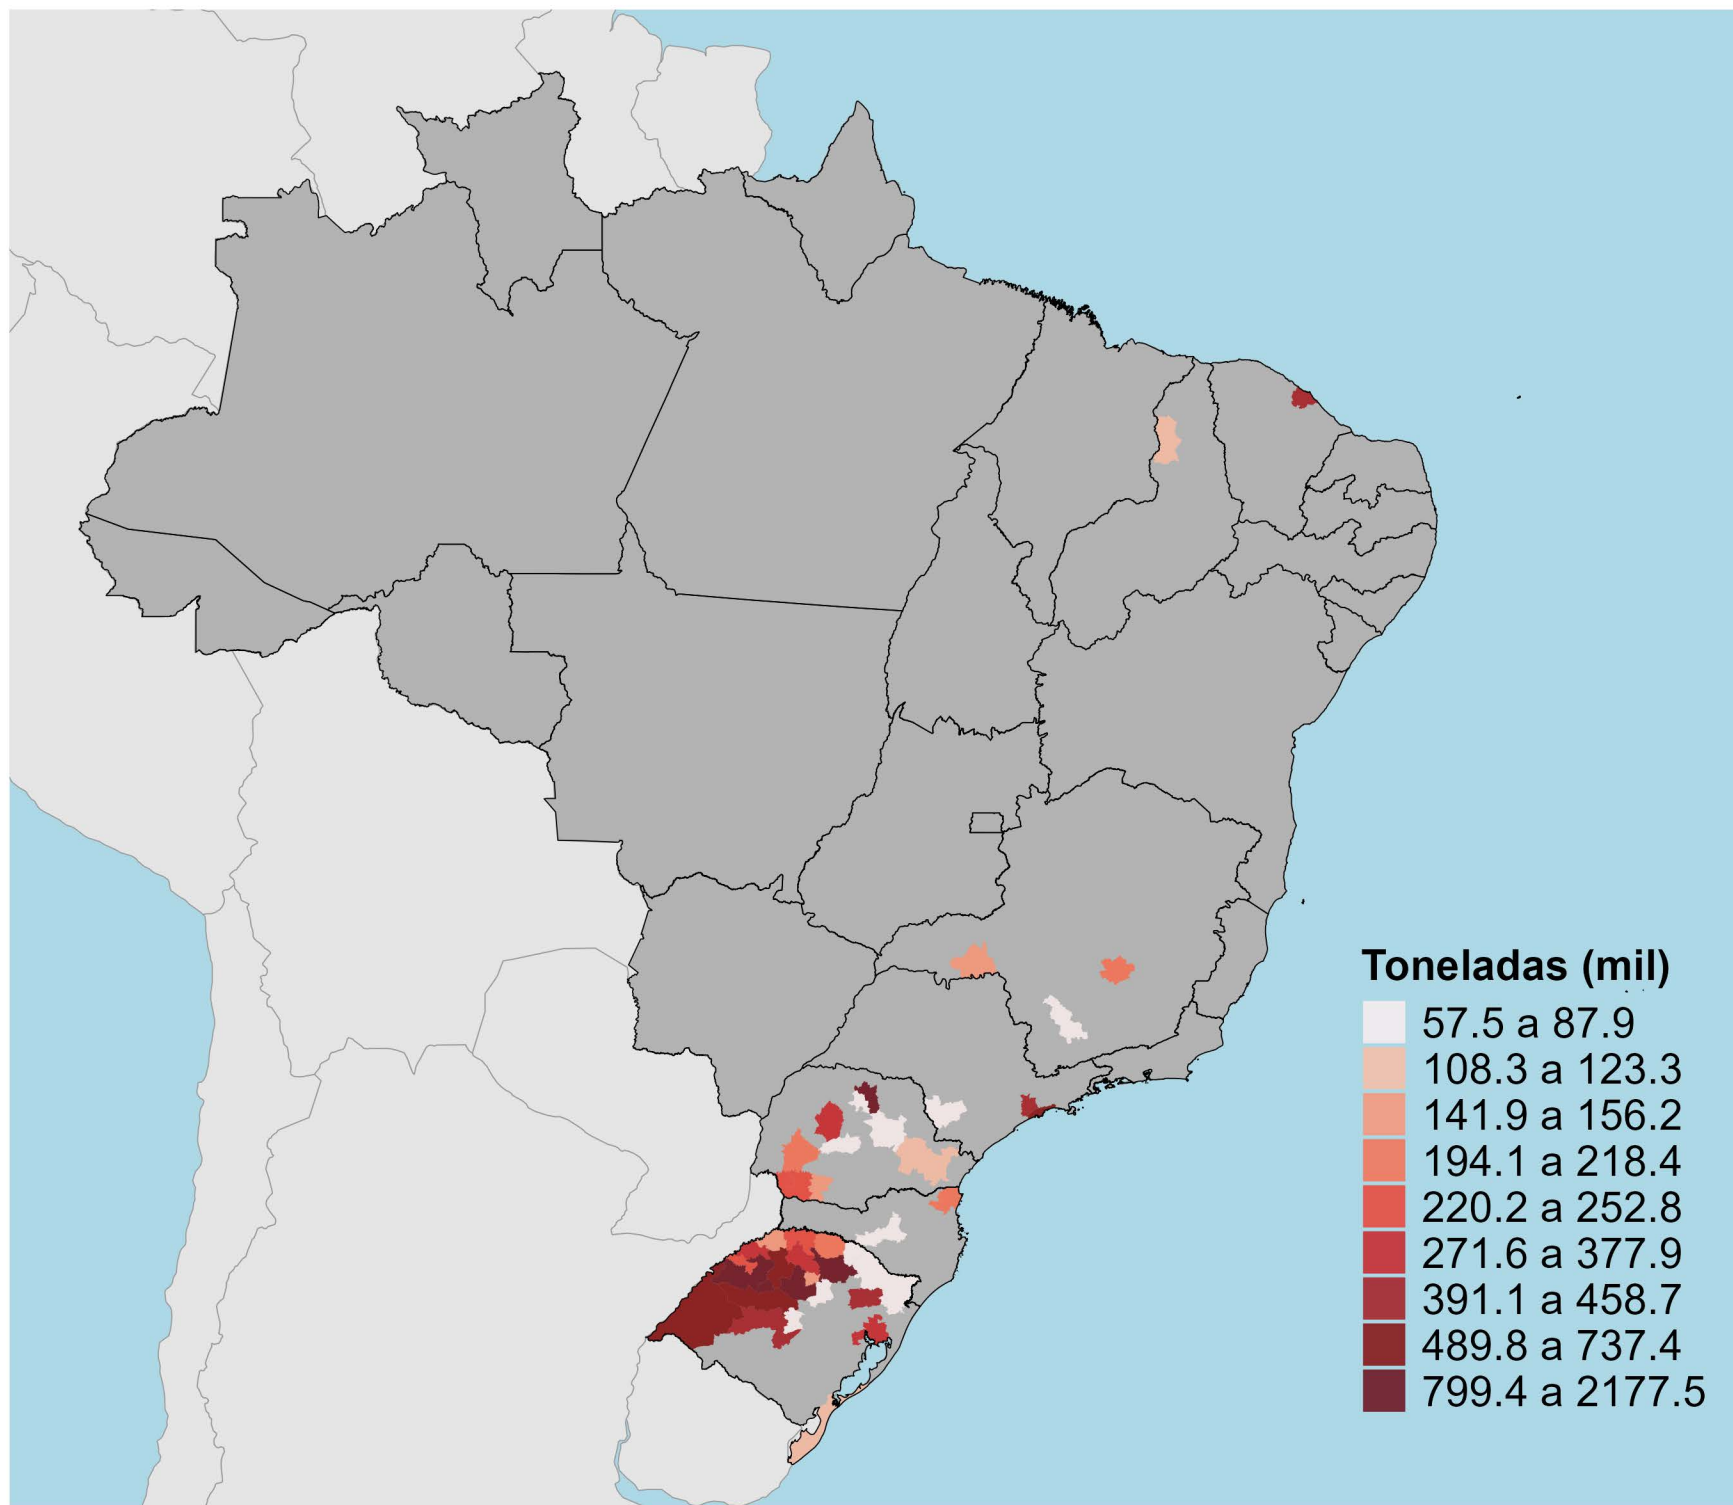 Toneladas (mil)
57.5 a 87.9
108.3 a 123.3
141.9 a 156.2
194.1 a 218.4
220.2 a 252.8
271.6 a 377.9
391.1 a 458.7
489.8 a 737.4
799.4 a 2177.5